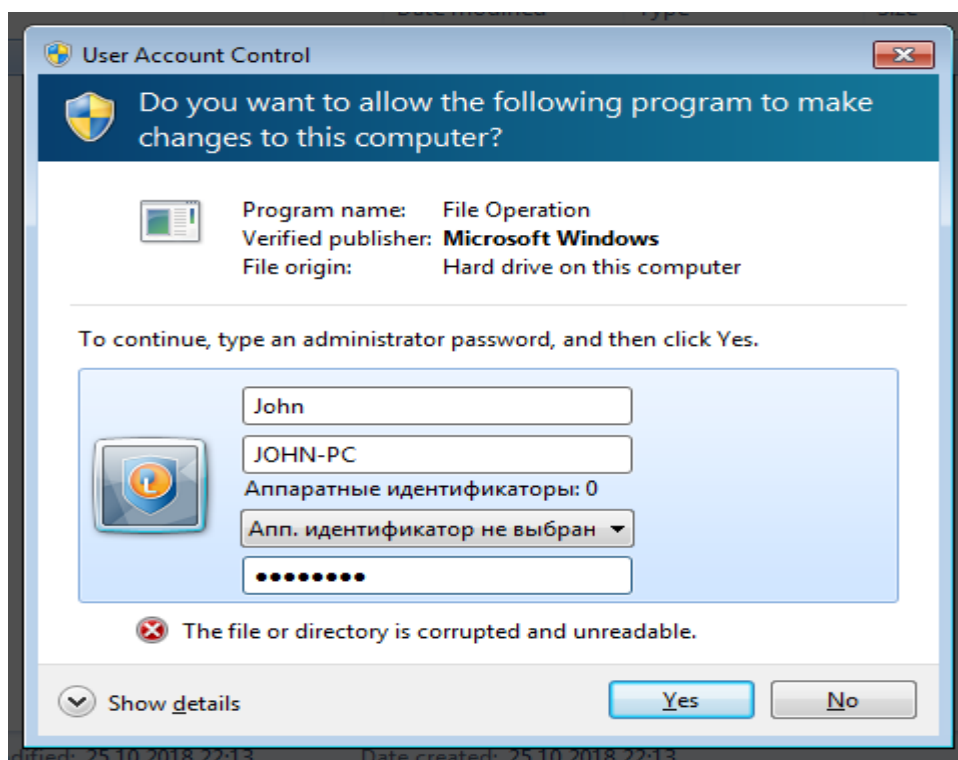 Date modified Type Size
User Account Control
Do you want to allow the following program to make
changes to this computer?
Program name: File Operation
Verified publisher: Microsoft Windows
File origin: Hard drive on this computer
To continue, type an administrator password, and then click Yes.
John
JOHN-PC
Аппаратные идентификаторы: 0
Апп. идентификатор не выбран
The file or directory is corrupted and unreadable.
Show details
Yes
No
25.10.2018 22:13 Date created: 25.10.2018 22:13